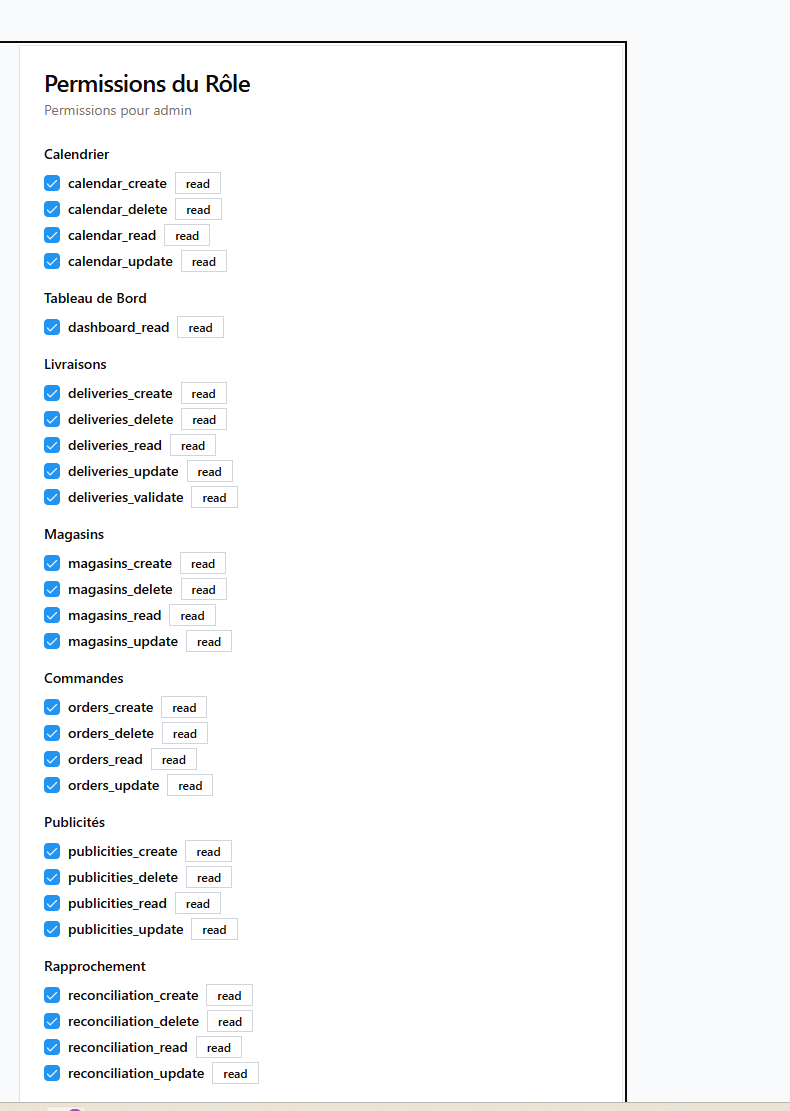 Permissions du Rôle
Permissions pour admin
Calendrier
calendar_create read
calendar_delete read
calendar_read read
calendar_update read
Tableau de Bord
dashboard_read read
Livraisons
deliveries_create read
deliveries_delete read
deliveries_read read
deliveries_update read
deliveries_validate read
Magasins
magasins_create read
magasins_delete read
magasins_read read
magasins_update read
Commandes
orders_create read
orders_delete read
orders_read read
orders_update read
Publicités
publicities_create read
publicities_delete read
publicities_read read
publicities_update read
Rapprochement
reconciliation_create read
reconciliation_delete read
reconciliation_read read
reconciliation_update read